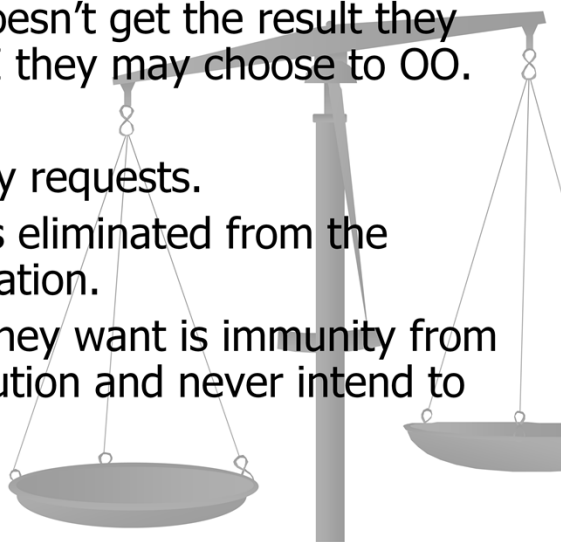 doesn’t get the result they
they may choose to OO.
y requests.
s eliminated from the
ation.
hey want is immunity from
ution and never intend to